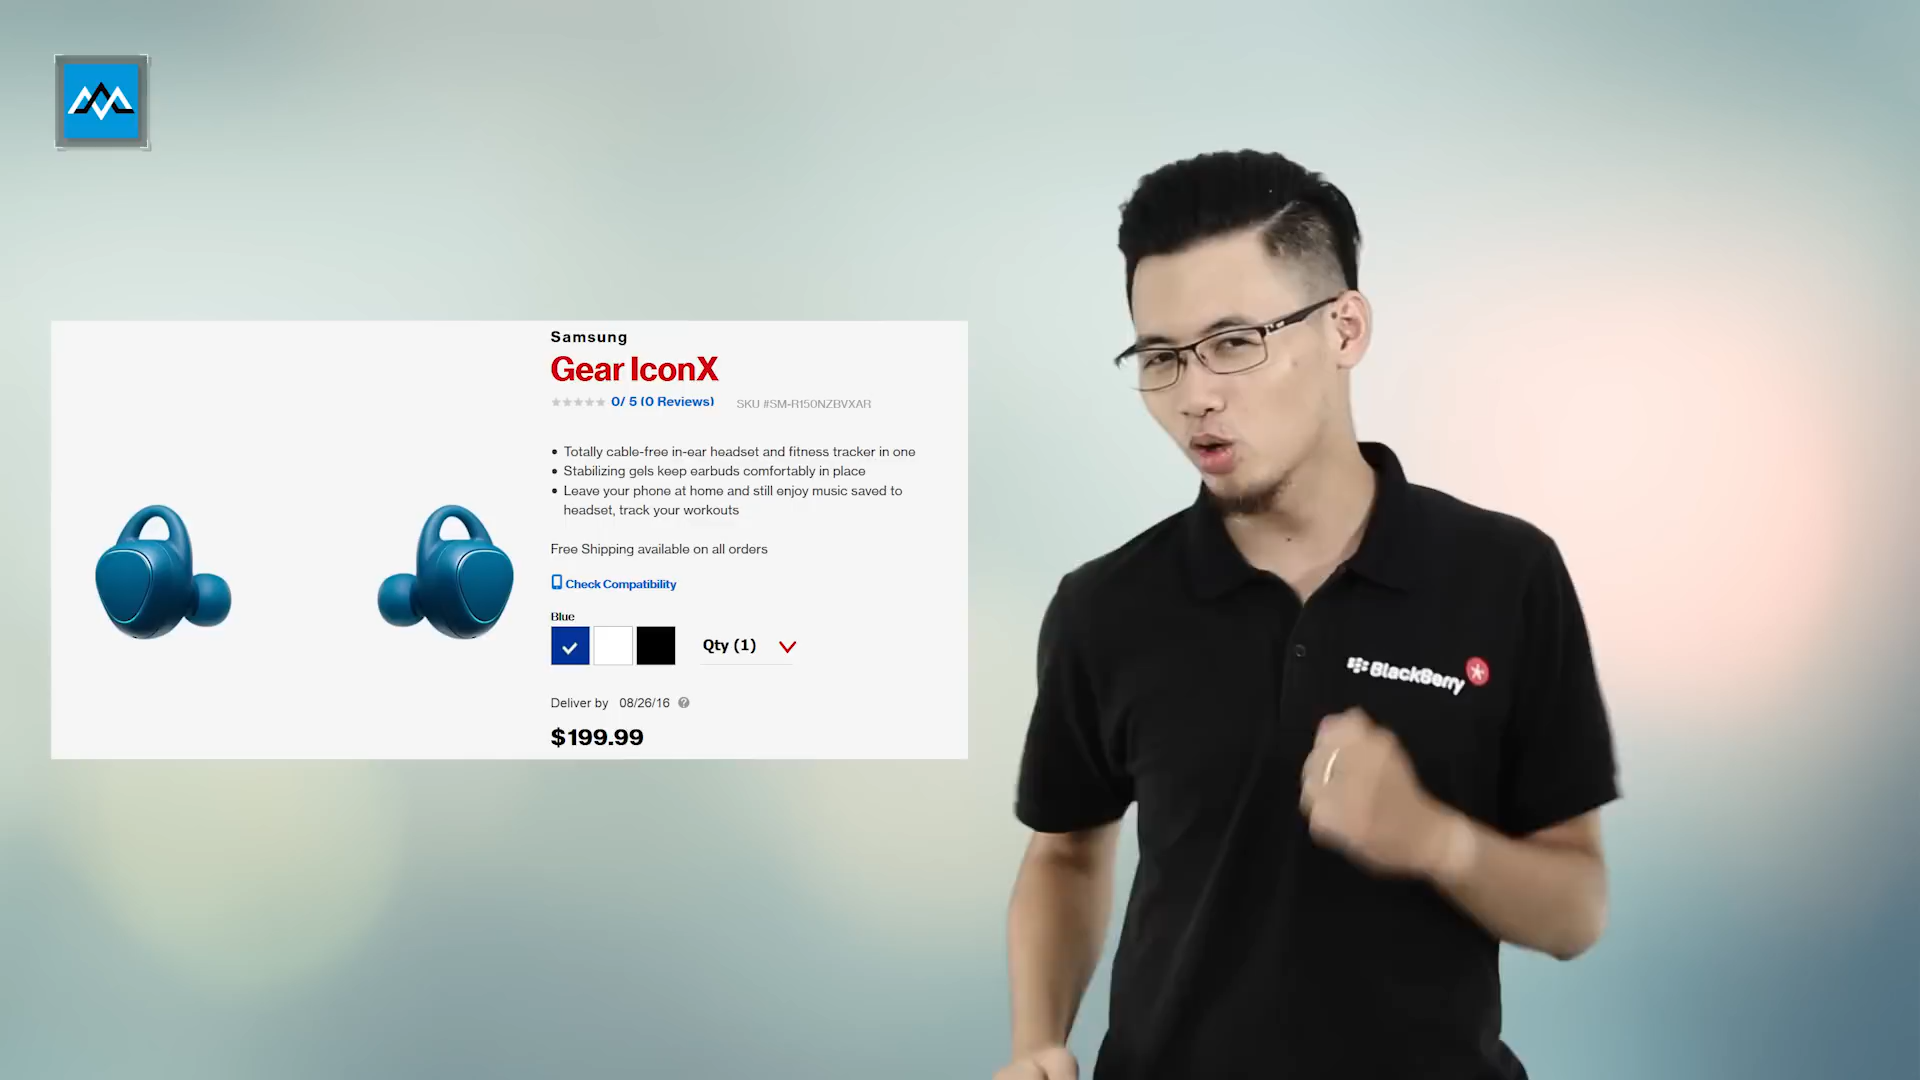 Samsung
Gear IconX
0/ 5 (0 Reviews) SKU #SM-R150NZBVXAR
• Totally cable-free in-ear headset and fitness tracker in one
• Stabilizing gels keep earbuds comfortably in place
• Leave your phone at home and still enjoy music saved to
headset, track your workouts
Free Shipping available on all orders
Check Compatibility
Blue
Qty (1)
Deliver by 08/26/16
$199.99
BlackBerry